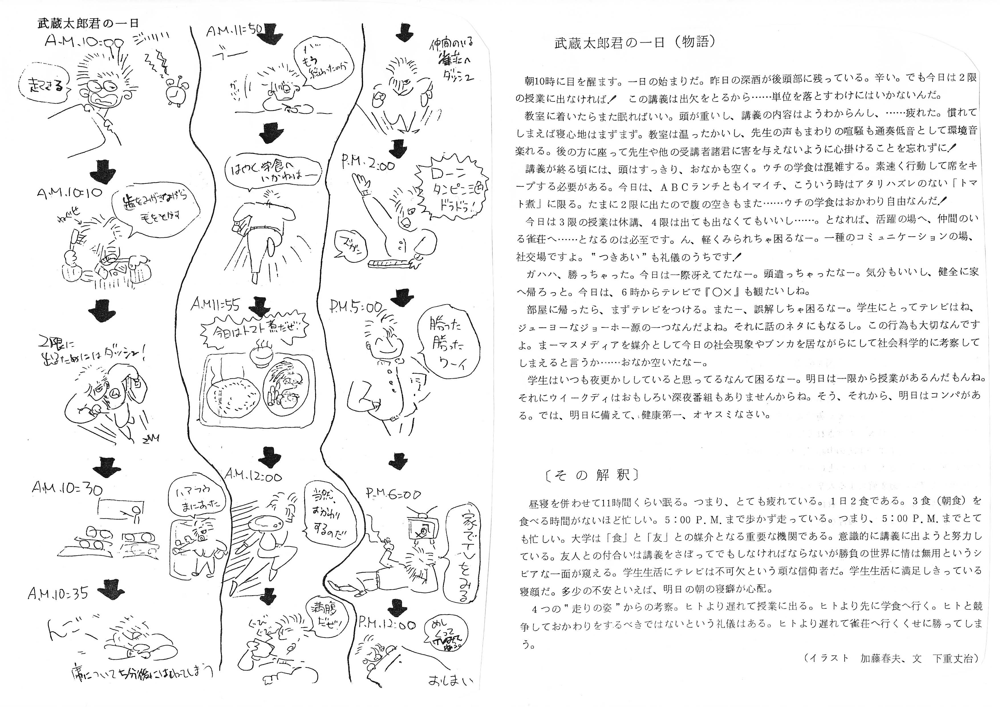 武蔵太郎君の一日
A.M.10:00
ジリリリ
起きる
A.M.10:10
歯をみがきながら
毛をとかす
ねぐせ
2限に
出るためにはダッシュ!
A.M.10:30
ハアフウ
まにあった
A.M.10:35
んごー、
席について5分後にはねてしまう
A.M.11:50
ブー
もう
終わったのか
ガバッ
はやく学食へ
いかねばー
A.M.11:55
今日はトマト煮だぜ!
A.M.12:00
当然、
おかわり
するのだ
満腹
だぜ!
ぐび
ぐび
仲間のいる
雀荘へ
ダッシュ
P.M.2:00
ローン
タンピン三色
ドラドラ!
P.M.5:00
勝った
勝った
ワーイ
P.M.6:00
家でTVをみる
P.M.12:00
めし
くって
TVみて
ねる。
おしまい
武蔵太郎君の一日(物語)
朝10時に目を醒ます。一日の始まりだ。昨日の深酒が後頭部に残っている。辛い。でも今日は2限
の授業に出なければ! この講義は出欠をとるから……単位を落とすわけにはいかないんだ。
教室に着いたらまた眠ればいい。頭が重いし、講義の内容はようわからんし、……疲れた。慣れて
しまえば寝心地はまずまず。教室は温ったかいし、先生の声もまわりの喧騒も通奏低音として環境音
楽れる。後の方に座って先生や他の受講者諸君に害を与えないように心掛けることを忘れずに!
講義が終る頃には、頭はすっきり、おなかも空く。ウチの学食は混雑する。素速く行動して席をキ
ープする必要がある。今日は、ABCランチともイマイチ、こういう時はアタリハズレのない「トマ
ト煮」に限る。たまに2限に出たので腹の空きもまた……ウチの学食はおかわり自由なんだ!
今日は3限の授業は休講、4限は出ても出なくてもいいし……。となれば、活躍の場へ、仲間のい
る雀荘へ……となるのは必至です。ん、軽くみられちゃ困るなー。一種のコミュニケーションの場、
社交場ですよ。“つきあい”も礼儀のうちです!
ガハハ、勝っちゃった。今日は一際冴えてたなー。頭遣っちゃったなー。気分もいいし、健全に家
へ帰ろっと。今日は、6時からテレビで『○×』も観たいしね。
部屋に帰ったら、まずテレビをつける。またー、誤解しちゃ困るなー。学生にとってテレビはね、
ジューヨーなジョーホー源の一つなんだよね。それに話のネタにもなるし。この行為も大切なんです
よ。まーマスメディアを媒介として今日の社会現象やブンカを居ながらにして社会科学的に考察して
しまえると言うか……おなか空いたなー。
学生はいつも夜更かししていると思ってるなんて困るなー。明日は一限から授業があるんだもんね。
それにウイークディはおもしろい深夜番組もありませんからね。そう、それから、明日はコンパがあ
る。では、明日に備えて、健康第一、オヤスミなさい。
〔その解釈〕
昼寝を併わせて11時間くらい眠る。つまり、とても疲れている。1日2食である。3食(朝食)を
食べる時間がないほど忙しい。5:00 P.M.まで歩かず走っている。つまり、5:00 P.M.までとて
も忙しい。大学は「食」と「友」との媒介となる重要な機関である。意識的に講義に出ようと努力し
ている。友人との付合いは講義をさぼってでもしなければならないが勝負の世界に情は無用というシ
ビアな一面が窺える。学生生活にテレビは不可欠という頑な信仰者だ。学生生活に満足しきっている
寝顔だ。多少の不安といえば、明日の朝の寝癖が心配。
4つの“走りの姿”からの考察。ヒトより遅れて授業に出る。ヒトより先に学食へ行く。ヒトと競
争しておかわりをするべきではないという礼儀はある。ヒトより遅れて雀荘へ行くくせに勝ってしま
う。
(イラスト 加藤春夫、文 下重丈治)